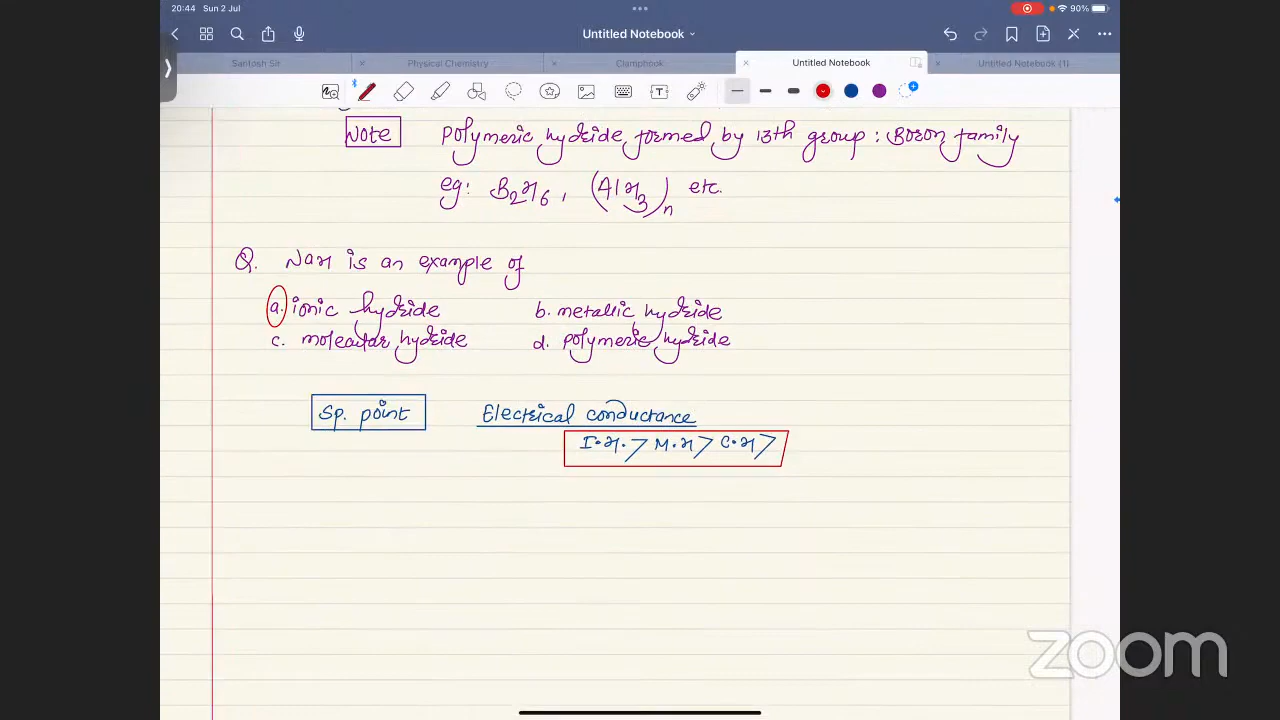 20:44 Sun 2 Jul
90%
Untitled Notebook
Santosh Sir
Physical Chemistry
Clamphook
Untitled Notebook
Untitled Notebook (1)
Note Polymeric hydride formed by 13th group : Boron family
eg: B2H6, (AlH3)n etc.
Q. NaH is an example of
a. ionic hydride b. metallic hydride
c. molecular hydride d. polymeric hydride
Sp. point Electrical conductance
I.H. > M.H > C.H >
zoom